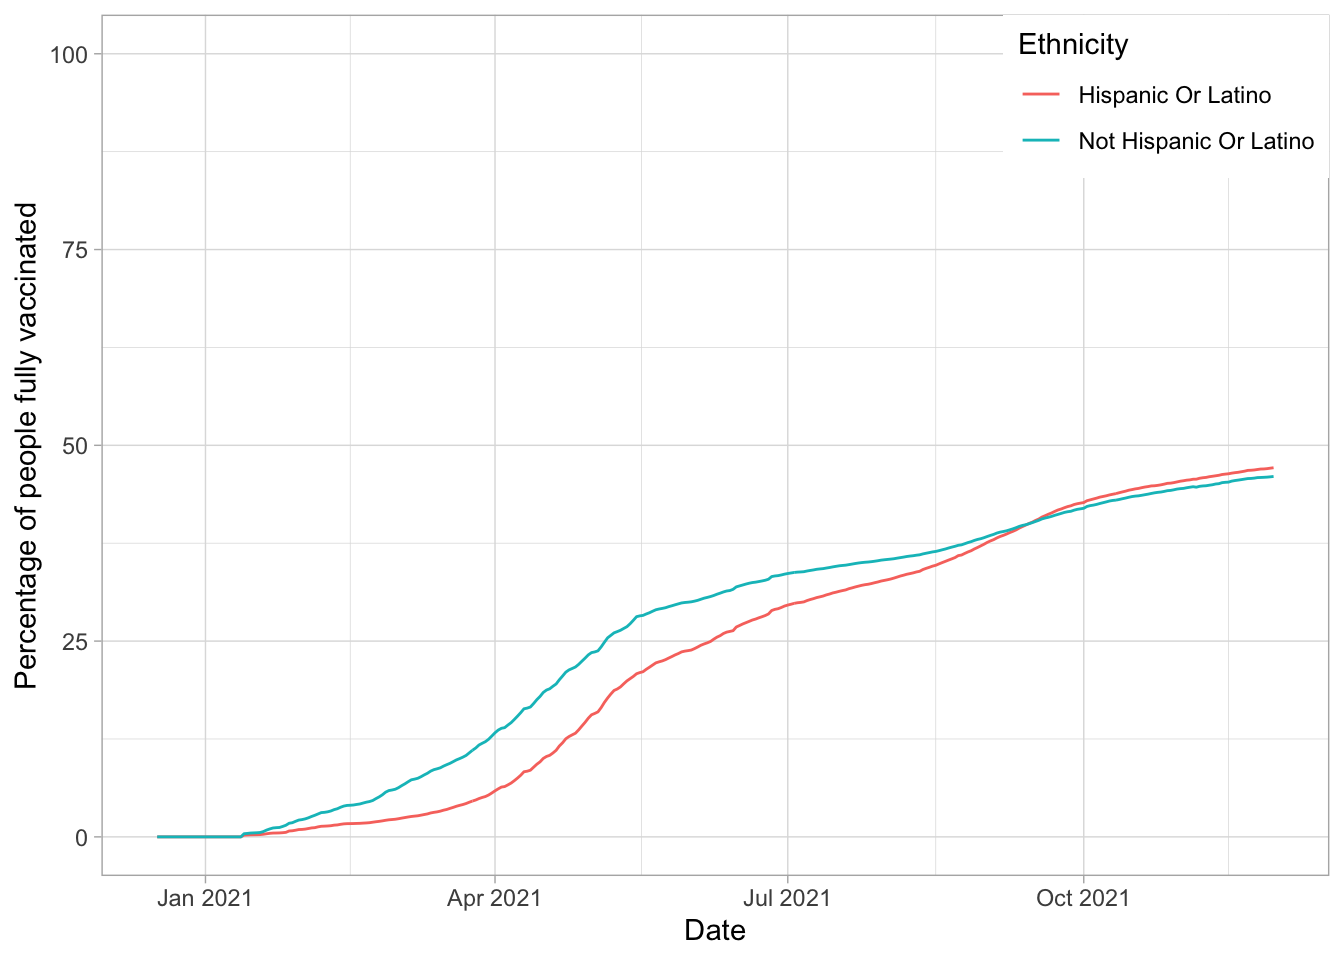 Ethnicity
Hispanic Or Latino
Not Hispanic Or Latino
Percentage of people fully vaccinated
100
75
50
25
0
Jan 2021
Apr 2021
Jul 2021
Oct 2021
Date